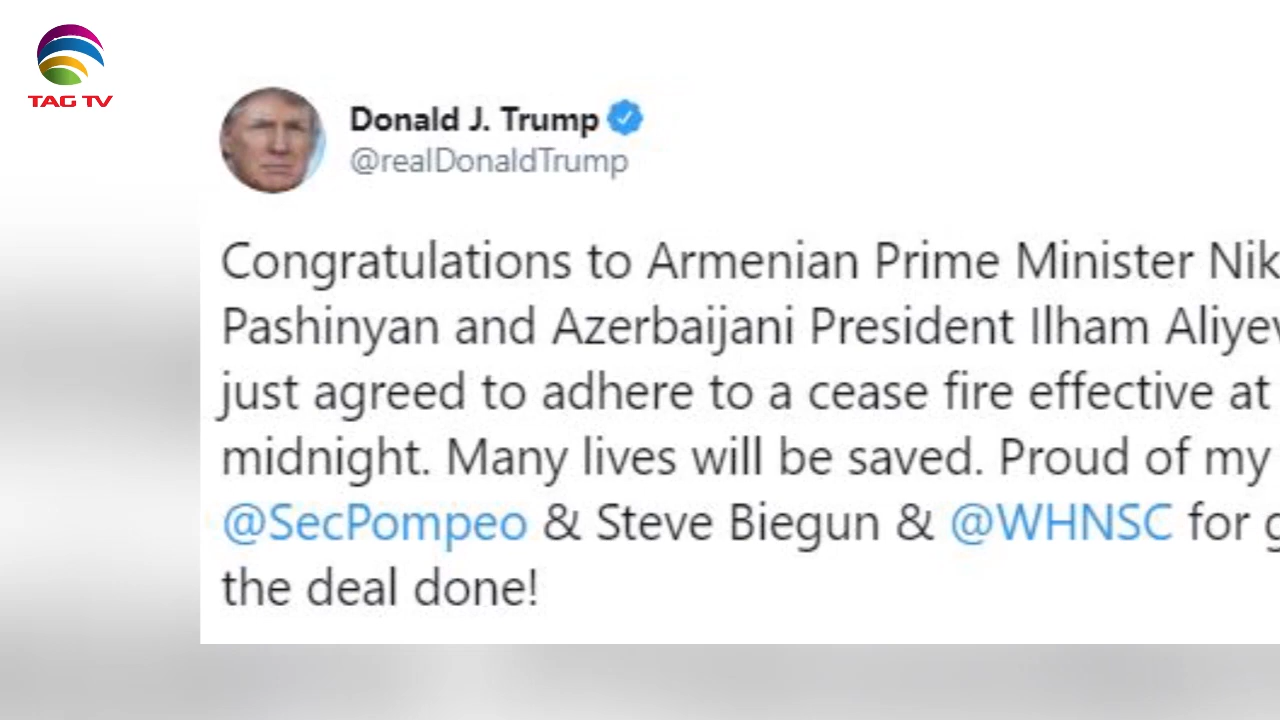 TAG TV
Donald J. Trump
@realDonaldTrump
Congratulations to Armenian Prime Minister Nik
Pashinyan and Azerbaijani President Ilham Aliyev
just agreed to adhere to a cease fire effective at
midnight. Many lives will be saved. Proud of my
@SecPompeo & Steve Biegun & @WHNSC for g
the deal done!